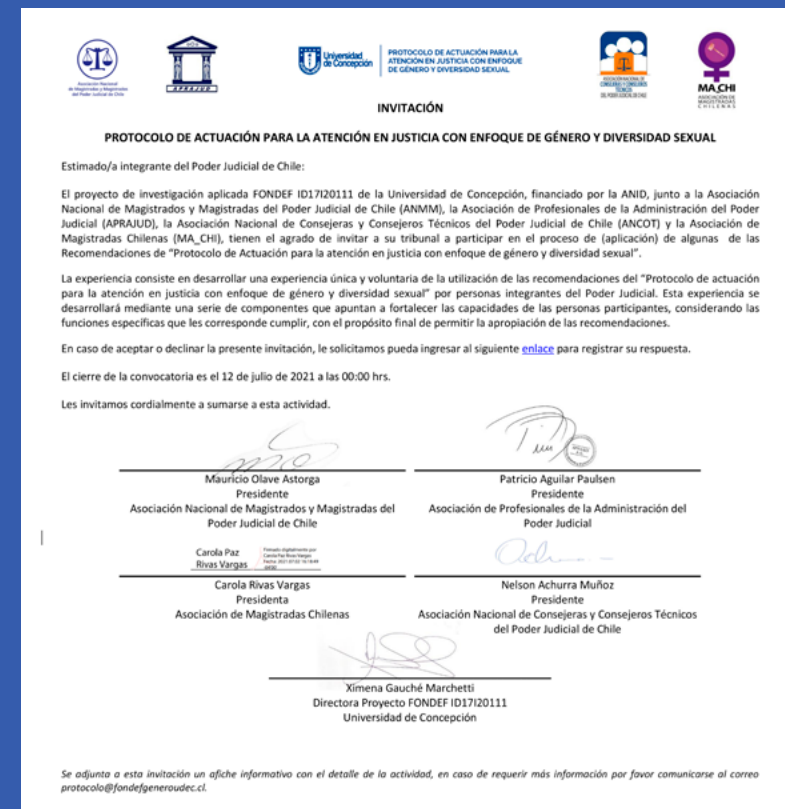 Asociación Nacional
de Magistrados y Magistradas
del Poder Judicial de Chile
APRAJUD
Universidad
de Concepción
PROTOCOLO DE ACTUACIÓN PARA LA
ATENCIÓN EN JUSTICIA CON ENFOQUE
DE GÉNERO Y DIVERSIDAD SEXUAL
ASOCIACIÓN NACIONAL DE
CONSEJERAS Y CONSEJEROS
TÉCNICOS
DEL PODER JUDICIAL DE CHILE
MA_CHI
ASOCIACIÓN DE
MAGISTRADAS
CHILENAS
INVITACIÓN
PROTOCOLO DE ACTUACIÓN PARA LA ATENCIÓN EN JUSTICIA CON ENFOQUE DE GÉNERO Y DIVERSIDAD SEXUAL
Estimado/a integrante del Poder Judicial de Chile:
El proyecto de investigación aplicada FONDEF ID17I20111 de la Universidad de Concepción, financiado por la ANID, junto a la Asociación
Nacional de Magistrados y Magistradas del Poder Judicial de Chile (ANMM), la Asociación de Profesionales de la Administración del Poder
Judicial (APRAJUD), la Asociación Nacional de Consejeras y Consejeros Técnicos del Poder Judicial de Chile (ANCOT) y la Asociación de
Magistradas Chilenas (MA_CHI), tienen el agrado de invitar a su tribunal a participar en el proceso de (aplicación) de algunas de las
Recomendaciones de “Protocolo de Actuación para la atención en justicia con enfoque de género y diversidad sexual”.
La experiencia consiste en desarrollar una experiencia única y voluntaria de la utilización de las recomendaciones del “Protocolo de actuación
para la atención en justicia con enfoque de género y diversidad sexual” por personas integrantes del Poder Judicial. Esta experiencia se
desarrollará mediante una serie de componentes que apuntan a fortalecer las capacidades de las personas participantes, considerando las
funciones específicas que les corresponde cumplir, con el propósito final de permitir la apropiación de las recomendaciones.
En caso de aceptar o declinar la presente invitación, le solicitamos pueda ingresar al siguiente enlace para registrar su respuesta.
El cierre de la convocatoria es el 12 de julio de 2021 a las 00:00 hrs.
Les invitamos cordialmente a sumarse a esta actividad.
Mauricio Olave Astorga
Presidente
Asociación Nacional de Magistrados y Magistradas del
Poder Judicial de Chile
Patricio Aguilar Paulsen
Presidente
Asociación de Profesionales de la Administración del
Poder Judicial
Carola Paz
Rivas Vargas
Firmado digitalmente por
Carola Paz Rivas Vargas
Carola Rivas Vargas
Presidenta
Asociación de Magistradas Chilenas
Nelson Achurra Muñoz
Presidente
Asociación Nacional de Consejeras y Consejeros Técnicos
del Poder Judicial de Chile
Ximena Gauché Marchetti
Directora Proyecto FONDEF ID17I20111
Universidad de Concepción
Se adjunta a esta invitación un afiche informativo con el detalle de la actividad, en caso de requerir más información por favor comunicarse al correo
protocolo@fondefgeneroudec.cl.